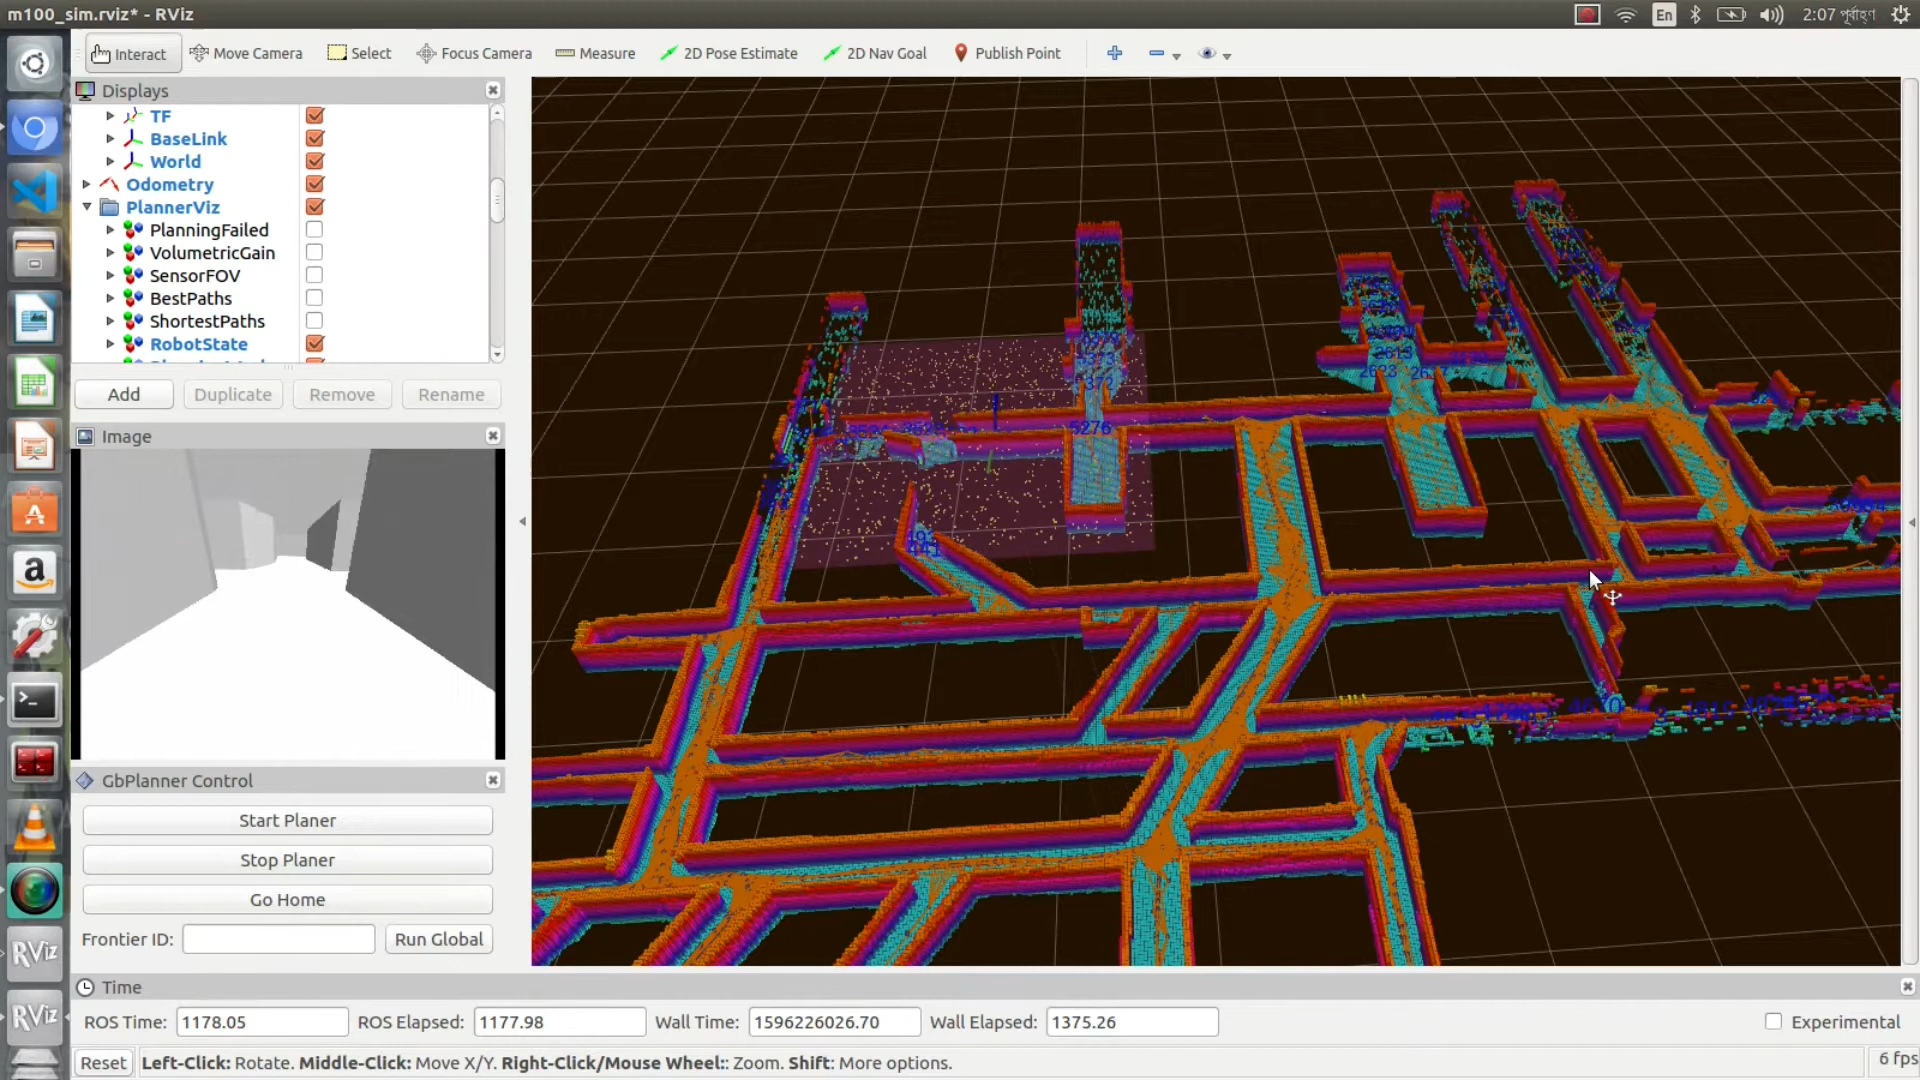 m100_sim.rviz* - RViz
En
2:07 পূর্বাহ্ণ
Interact
Move Camera
Select
Focus Camera
Measure
2D Pose Estimate
2D Nav Goal
Publish Point
Displays
TF
BaseLink
World
Odometry
PlannerViz
PlanningFailed
VolumetricGain
SensorFOV
BestPaths
ShortestPaths
RobotState
Add
Duplicate
Remove
Rename
Image
GbPlanner Control
Start Planer
Stop Planer
Go Home
Frontier ID:
Run Global
5276
Time
ROS Time: 1178.05
ROS Elapsed: 1177.98
Wall Time: 1596226026.70
Wall Elapsed: 1375.26
Experimental
Reset
Left-Click: Rotate. Middle-Click: Move X/Y. Right-Click/Mouse Wheel:: Zoom. Shift: More options.
6 fps
RViz
RViz